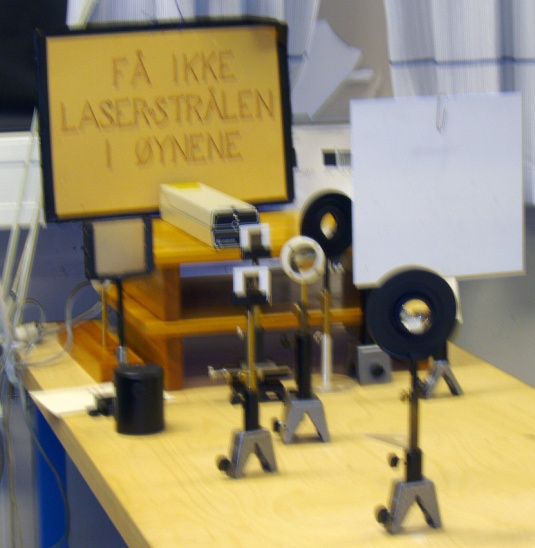 FÅ IKKE
LASER-STRÅLEN
I ØYNENE